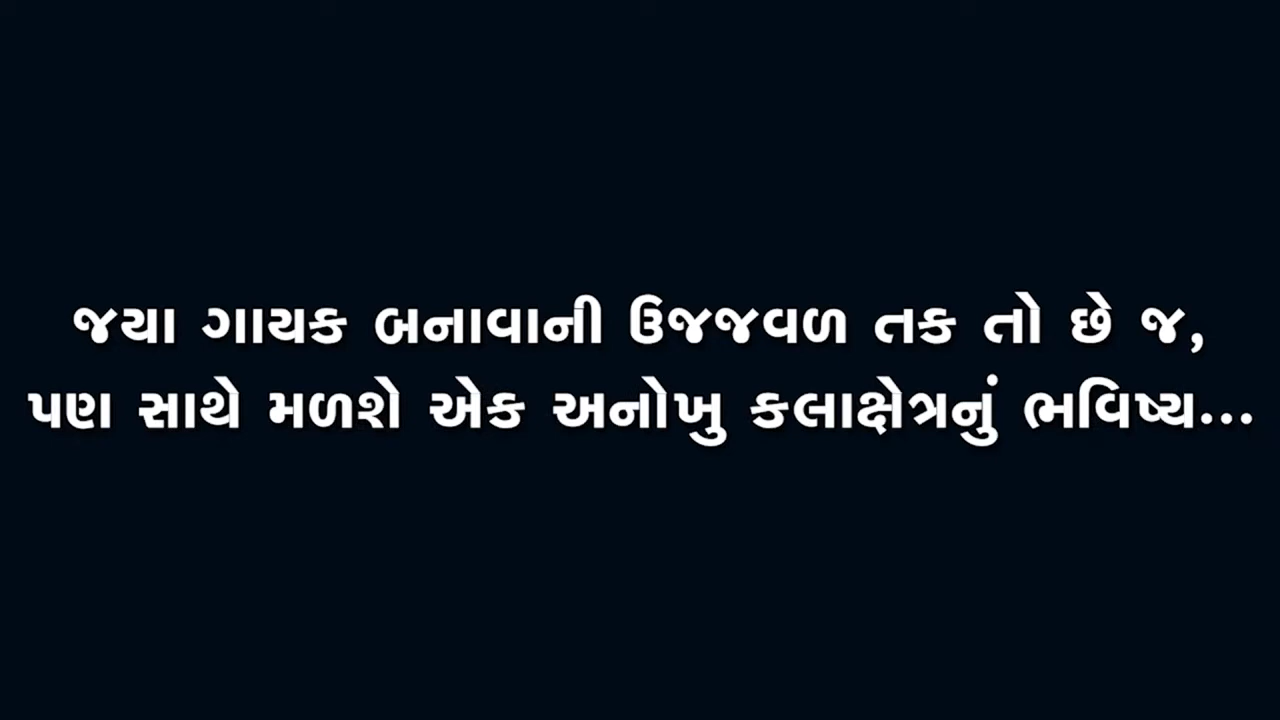 જયા ગાયક બનાવાની ઉજજવળ તક તો છે જ,
પણ સાથે મળશે એક અનોખુ કલાક્ષેત્રનું ભવિષ્ય...